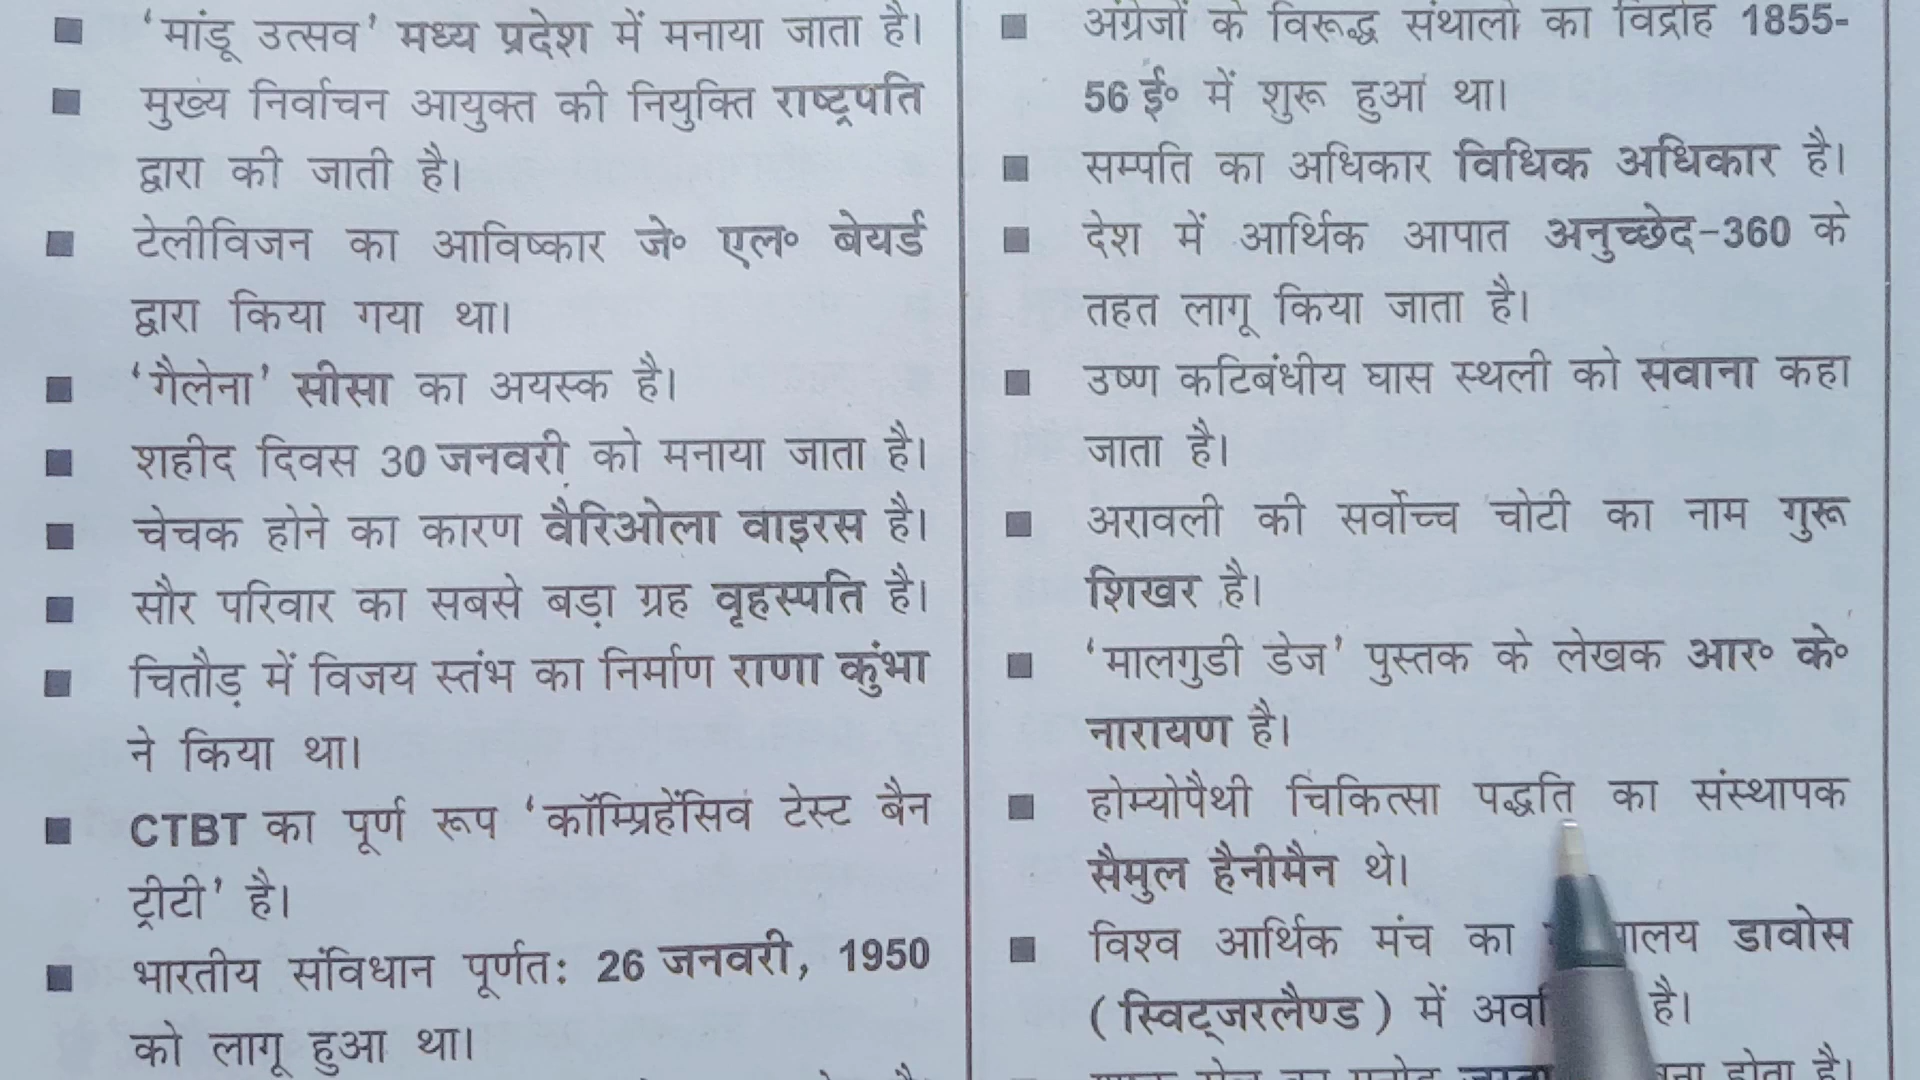 ■ ‘मांडू उत्सव’ मध्य प्रदेश में मनाया जाता है।
■ मुख्य निर्वाचन आयुक्त की नियुक्ति राष्ट्रपति
द्वारा की जाती है।
■ टेलीविजन का आविष्कार जे॰ एल॰ बेयर्ड
द्वारा किया गया था।
■ ‘गैलेना’ सीसा का अयस्क है।
■ शहीद दिवस 30 जनवरी को मनाया जाता है।
■ चेचक होने का कारण वैरिओला वाइरस है।
■ सौर परिवार का सबसे बड़ा ग्रह वृहस्पति है।
■ चितौड़ में विजय स्तंभ का निर्माण राणा कुंभा
ने किया था।
■ CTBT का पूर्ण रूप ‘कॉम्प्रिहेंसिव टेस्ट बैन
ट्रीटी’ है।
■ भारतीय संविधान पूर्णत: 26 जनवरी, 1950
को लागू हुआ था।
■ अंग्रेजों के विरूद्ध संथालों का विद्रोह 1855-
56 ई॰ में शुरू हुआ था।
■ सम्पति का अधिकार विधिक अधिकार है।
■ देश में आर्थिक आपात अनुच्छेद-360 के
तहत लागू किया जाता है।
■ उष्ण कटिबंधीय घास स्थली को सवाना कहा
जाता है।
■ अरावली की सर्वोच्च चोटी का नाम गुरू
शिखर है।
■ ‘मालगुडी डेज’ पुस्तक के लेखक आर॰ के॰
नारायण है।
■ होम्योपैथी चिकित्सा पद्धति का संस्थापक
सैमुल हैनीमैन थे।
■ विश्व आर्थिक मंच का डावोस
(स्विट्जरलैण्ड) में है।